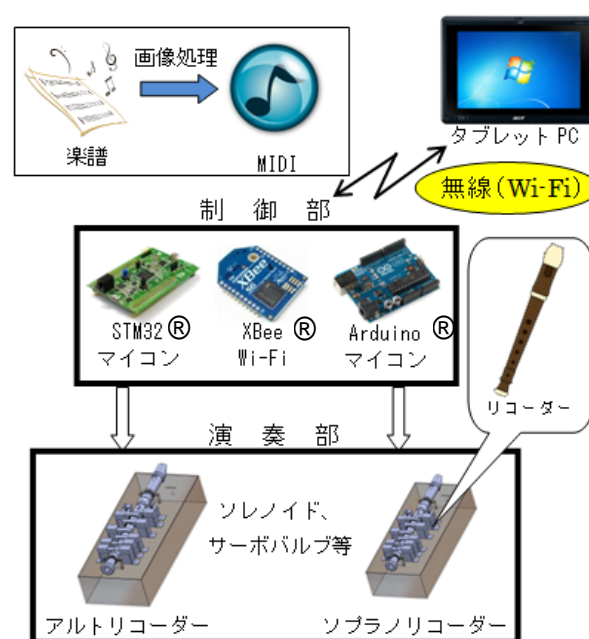 画像処理
楽譜
MIDI
タブレットPC
無線(Wi-Fi)
制御部
XBee
STM32®
マイコン
XBee®
Wi-Fi
Arduino®
マイコン
リコーダー
演奏部
ソレノイド、
サーボバルブ等
アルトリコーダー
ソプラノリコーダー